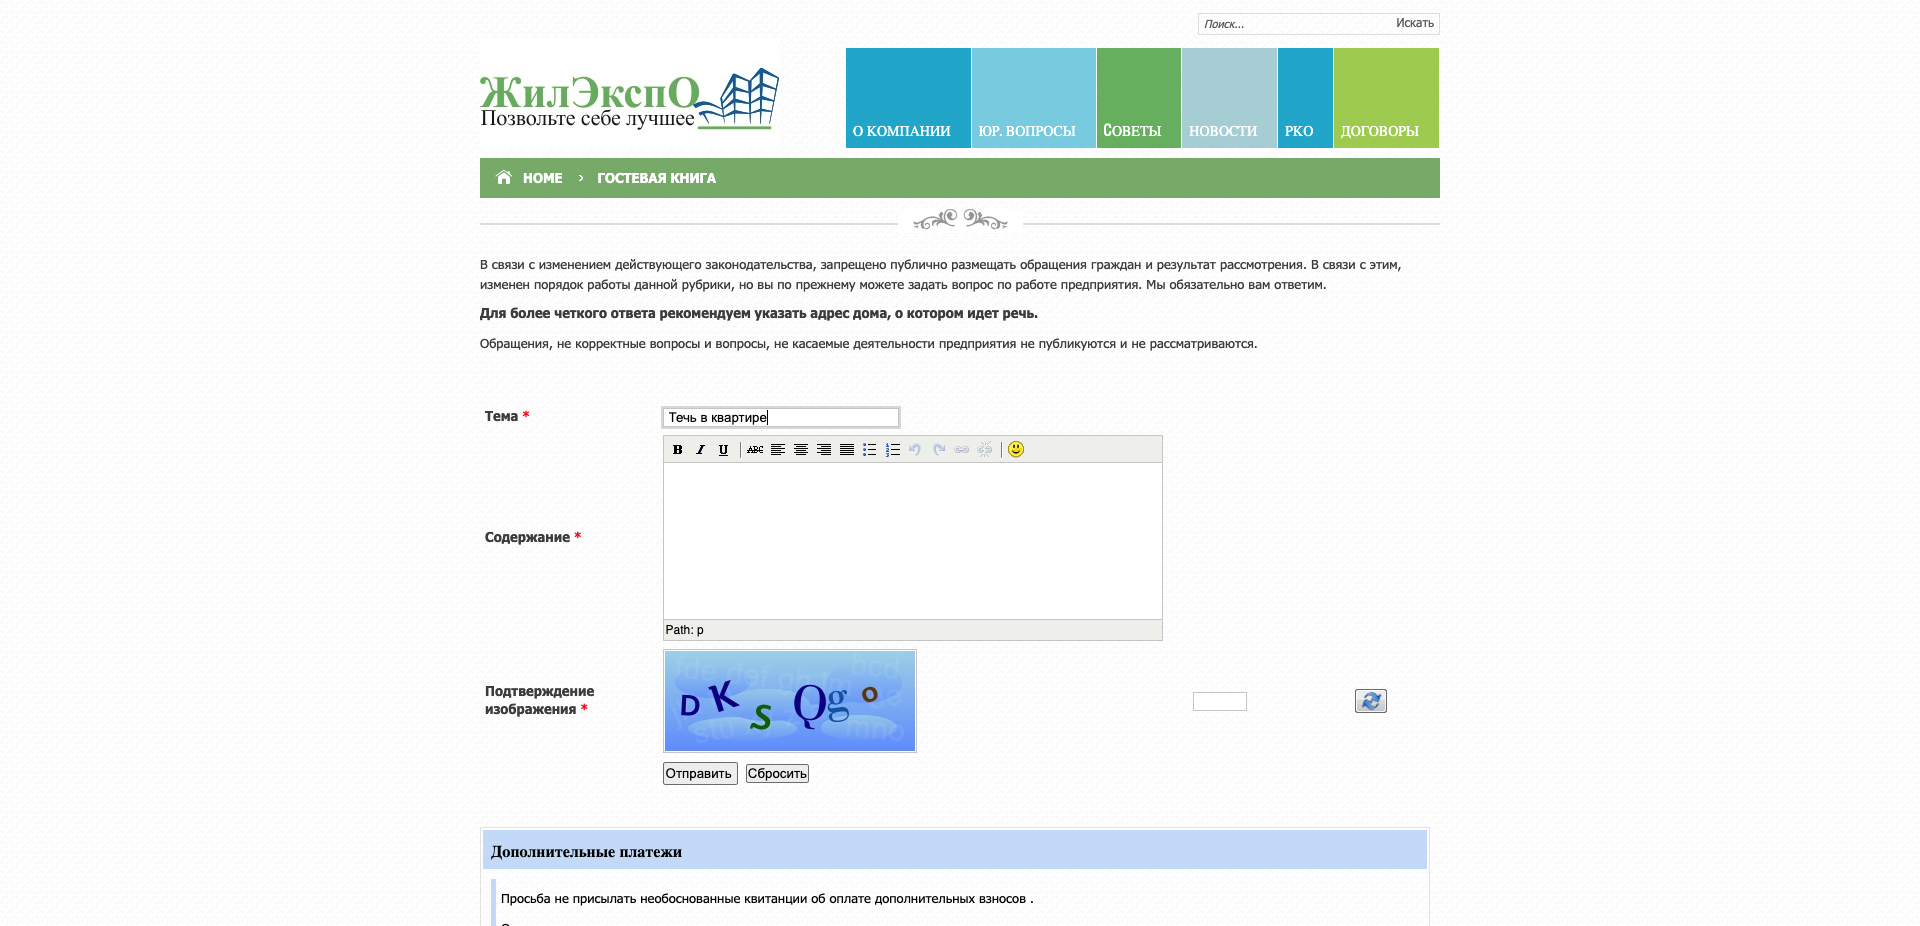 Поиск...
Искать
ЖилЭкспО
Позвольте себе лучшее
О КОМПАНИИ
ЮР. ВОПРОСЫ
СОВЕТЫ
НОВОСТИ
РКО
ДОГОВОРЫ
HOME › ГОСТЕВАЯ КНИГА
В связи с изменением действующего законодательства, запрещено публично размещать обращения граждан и результат рассмотрения. В связи с этим,
изменен порядок работы данной рубрики, но вы по прежнему можете задать вопрос по работе предприятия. Мы обязательно вам ответим.
Для более четкого ответа рекомендуем указать адрес дома, о котором идет речь.
Обращения, не корректные вопросы и вопросы, не касаемые деятельности предприятия не публикуются и не рассматриваются.
Тема *
Течь в квартире
B I U ABC
Содержание *
Path: p
Подтверждение
изображения *
D K S Q g o
Отправить
Сбросить
Дополнительные платежи
Просьба не присылать необоснованные квитанции об оплате дополнительных взносов .